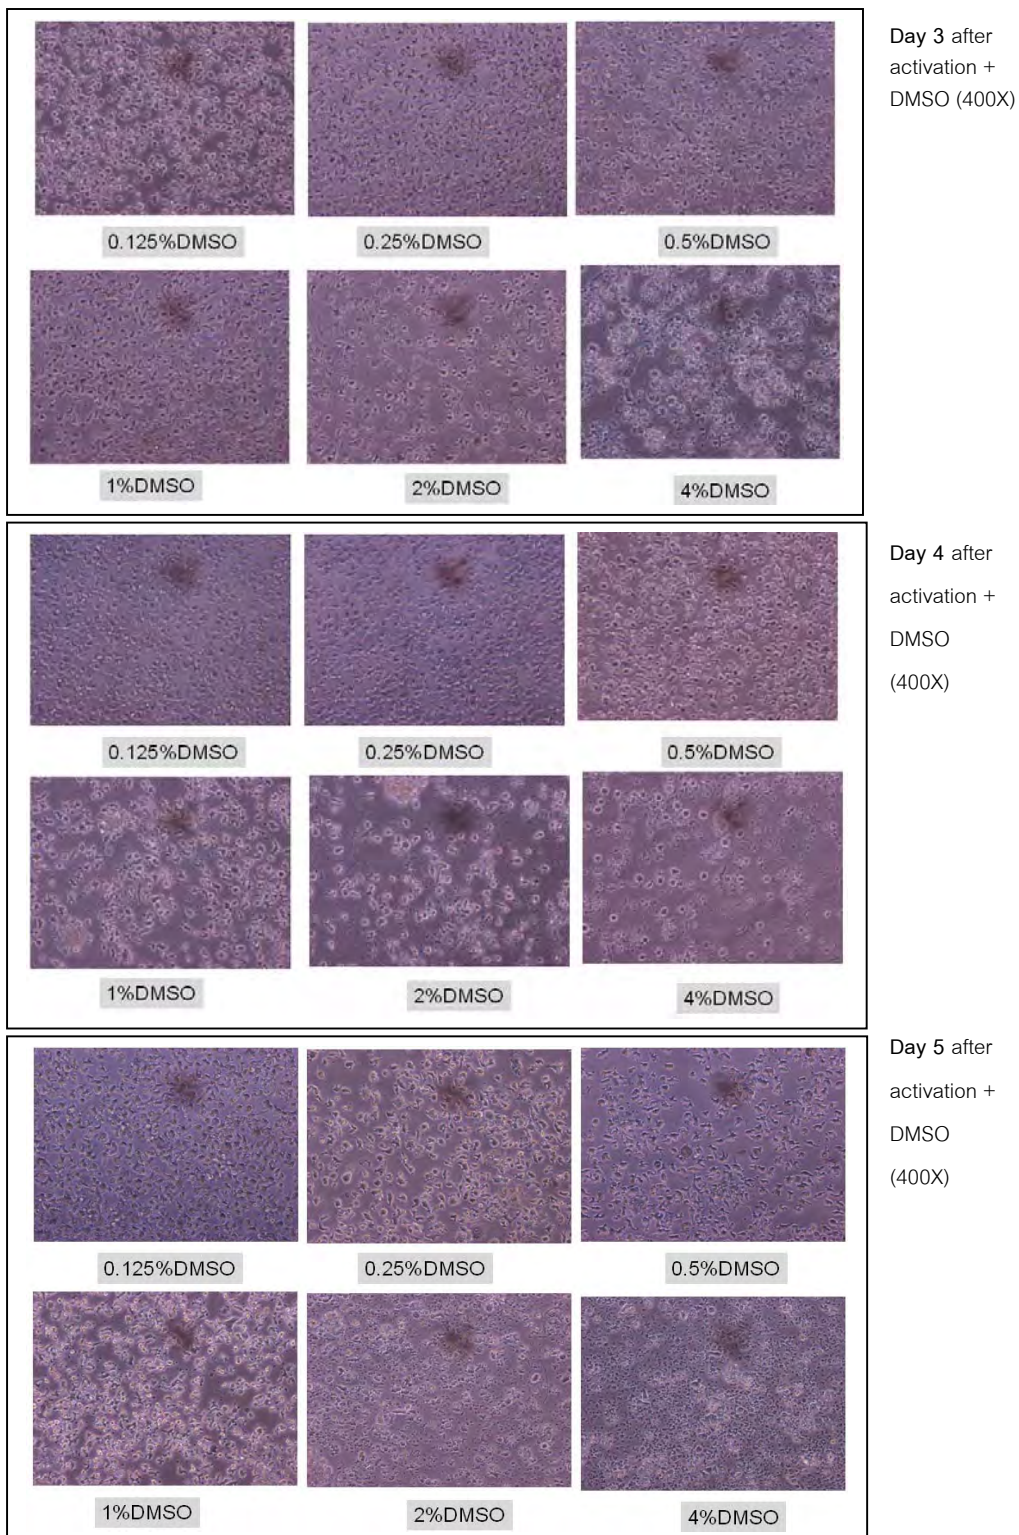 Day 3 after
activation +
DMSO (400X)
0.125%DMSO
0.25%DMSO
0.5%DMSO
1%DMSO
2%DMSO
4%DMSO
Day 4 after
activation +
DMSO
(400X)
0.125%DMSO
0.25%DMSO
0.5%DMSO
1%DMSO
2%DMSO
4%DMSO
Day 5 after
activation +
DMSO
(400X)
0.125%DMSO
0.25%DMSO
0.5%DMSO
1%DMSO
2%DMSO
4%DMSO